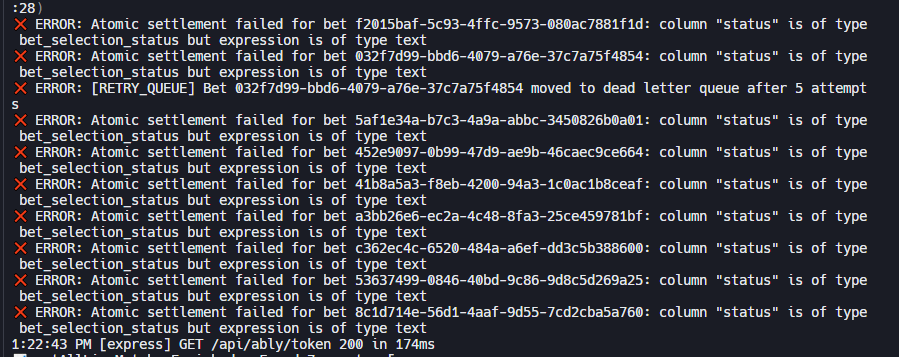 :28)
❌ ERROR: Atomic settlement failed for bet f2015baf-5c93-4ffc-9573-080ac7881f1d: column "status" is of type
bet_selection_status but expression is of type text
❌ ERROR: Atomic settlement failed for bet 032f7d99-bbd6-4079-a76e-37c7a75f4854: column "status" is of type
bet_selection_status but expression is of type text
❌ ERROR: [RETRY_QUEUE] Bet 032f7d99-bbd6-4079-a76e-37c7a75f4854 moved to dead letter queue after 5 attempt
s
❌ ERROR: Atomic settlement failed for bet 5af1e34a-b7c3-4a9a-abbc-3450826b0a01: column "status" is of type
bet_selection_status but expression is of type text
❌ ERROR: Atomic settlement failed for bet 452e9097-0b99-47d9-ae9b-46caec9ce664: column "status" is of type
bet_selection_status but expression is of type text
❌ ERROR: Atomic settlement failed for bet 41b8a5a3-f8eb-4200-94a3-1c0ac1b8ceaf: column "status" is of type
bet_selection_status but expression is of type text
❌ ERROR: Atomic settlement failed for bet a3bb26e6-ec2a-4c48-8fa3-25ce459781bf: column "status" is of type
bet_selection_status but expression is of type text
❌ ERROR: Atomic settlement failed for bet c362ec4c-6520-484a-a6ef-dd3c5b388600: column "status" is of type
bet_selection_status but expression is of type text
❌ ERROR: Atomic settlement failed for bet 53637499-0846-40bd-9c86-9d8c5d269a25: column "status" is of type
bet_selection_status but expression is of type text
❌ ERROR: Atomic settlement failed for bet 8c1d714e-56d1-4aaf-9d55-7cd2cba5a760: column "status" is of type
bet_selection_status but expression is of type text
1:22:43 PM [express] GET /api/ably/token 200 in 174ms